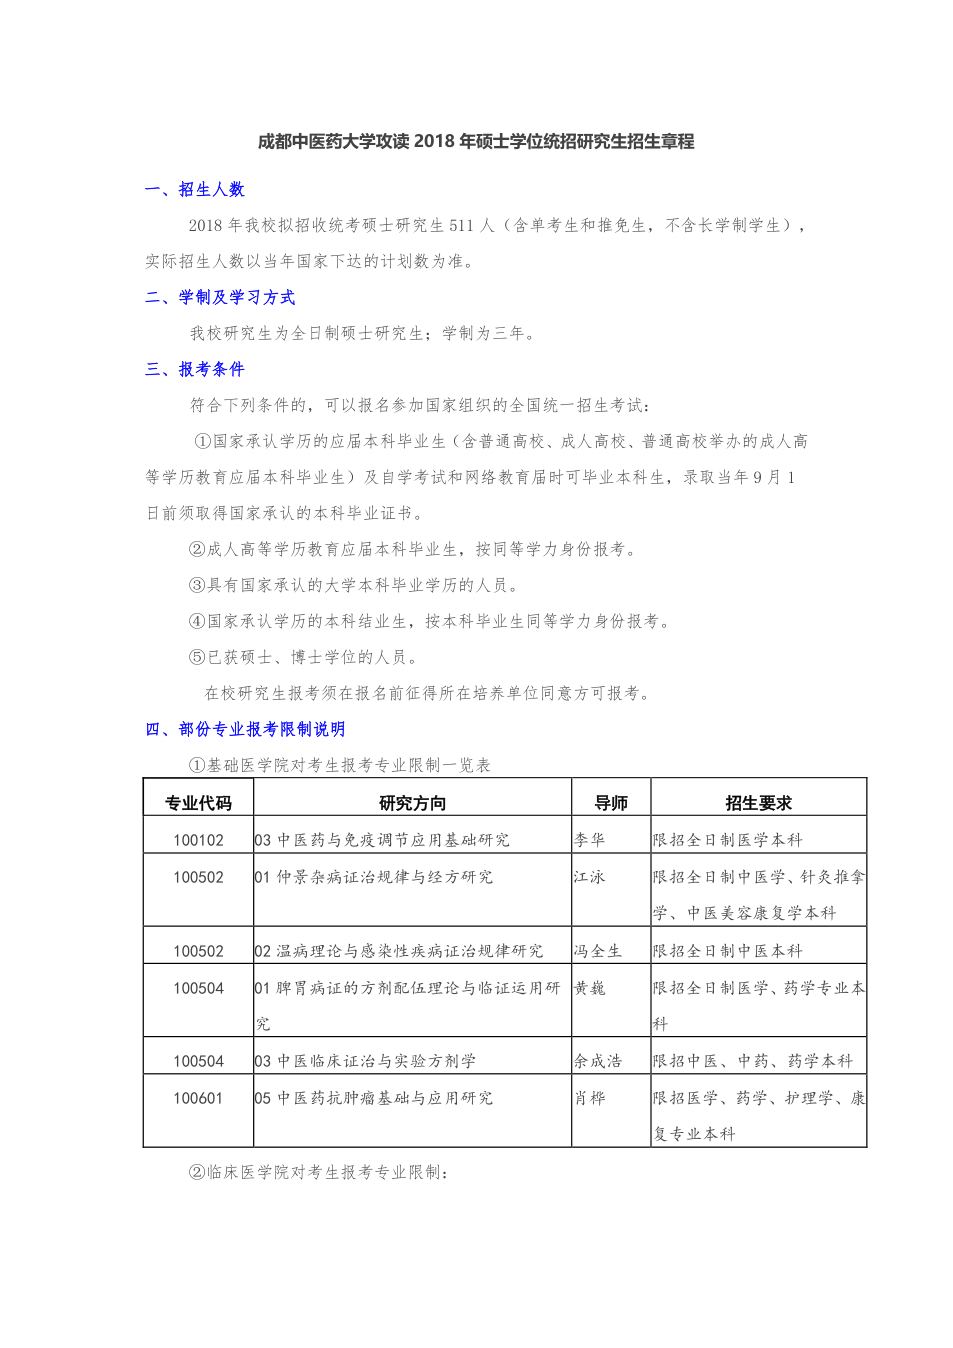 成都中医药大学攻读 2018 年硕士学位统招研究生招生章程
一、招生人数
2018 年我校拟招收统考硕士研究生 511 人（含单考生和推免生，不含长学制学生），
实际招生人数以当年国家下达的计划数为准。
二、学制及学习方式
我校研究生为全日制硕士研究生；学制为三年。
三、报考条件
符合下列条件的，可以报名参加国家组织的全国统一招生考试：
①国家承认学历的应届本科毕业生（含普通高校、成人高校、普通高校举办的成人高
等学历教育应届本科毕业生）及自学考试和网络教育届时可毕业本科生，录取当年 9 月 1
日前须取得国家承认的本科毕业证书。
②成人高等学历教育应届本科毕业生，按同等学力身份报考。
③具有国家承认的大学本科毕业学历的人员。
④国家承认学历的本科结业生，按本科毕业生同等学力身份报考。
⑤已获硕士、博士学位的人员。
在校研究生报考须在报名前征得所在培养单位同意方可报考。
四、部份专业报考限制说明
①基础医学院对考生报考专业限制一览表
专业代码 研究方向 导师 招生要求
100102 03 中医药与免疫调节应用基础研究 李华 限招全日制医学本科
100502 01 仲景杂病证治规律与经方研究 江泳 限招全日制中医学、针灸推拿
学、中医美容康复学本科
100502 02 温病理论与感染性疾病证治规律研究 冯全生 限招全日制中医本科
100504 01 脾胃病证的方剂配伍理论与临证运用研 黄巍 限招全日制医学、药学专业本
究 科
100504 03 中医临床证治与实验方剂学 余成浩 限招中医、中药、药学本科
100601 05 中医药抗肿瘤基础与应用研究 肖桦 限招医学、药学、护理学、康
复专业本科
②临床医学院对考生报考专业限制：